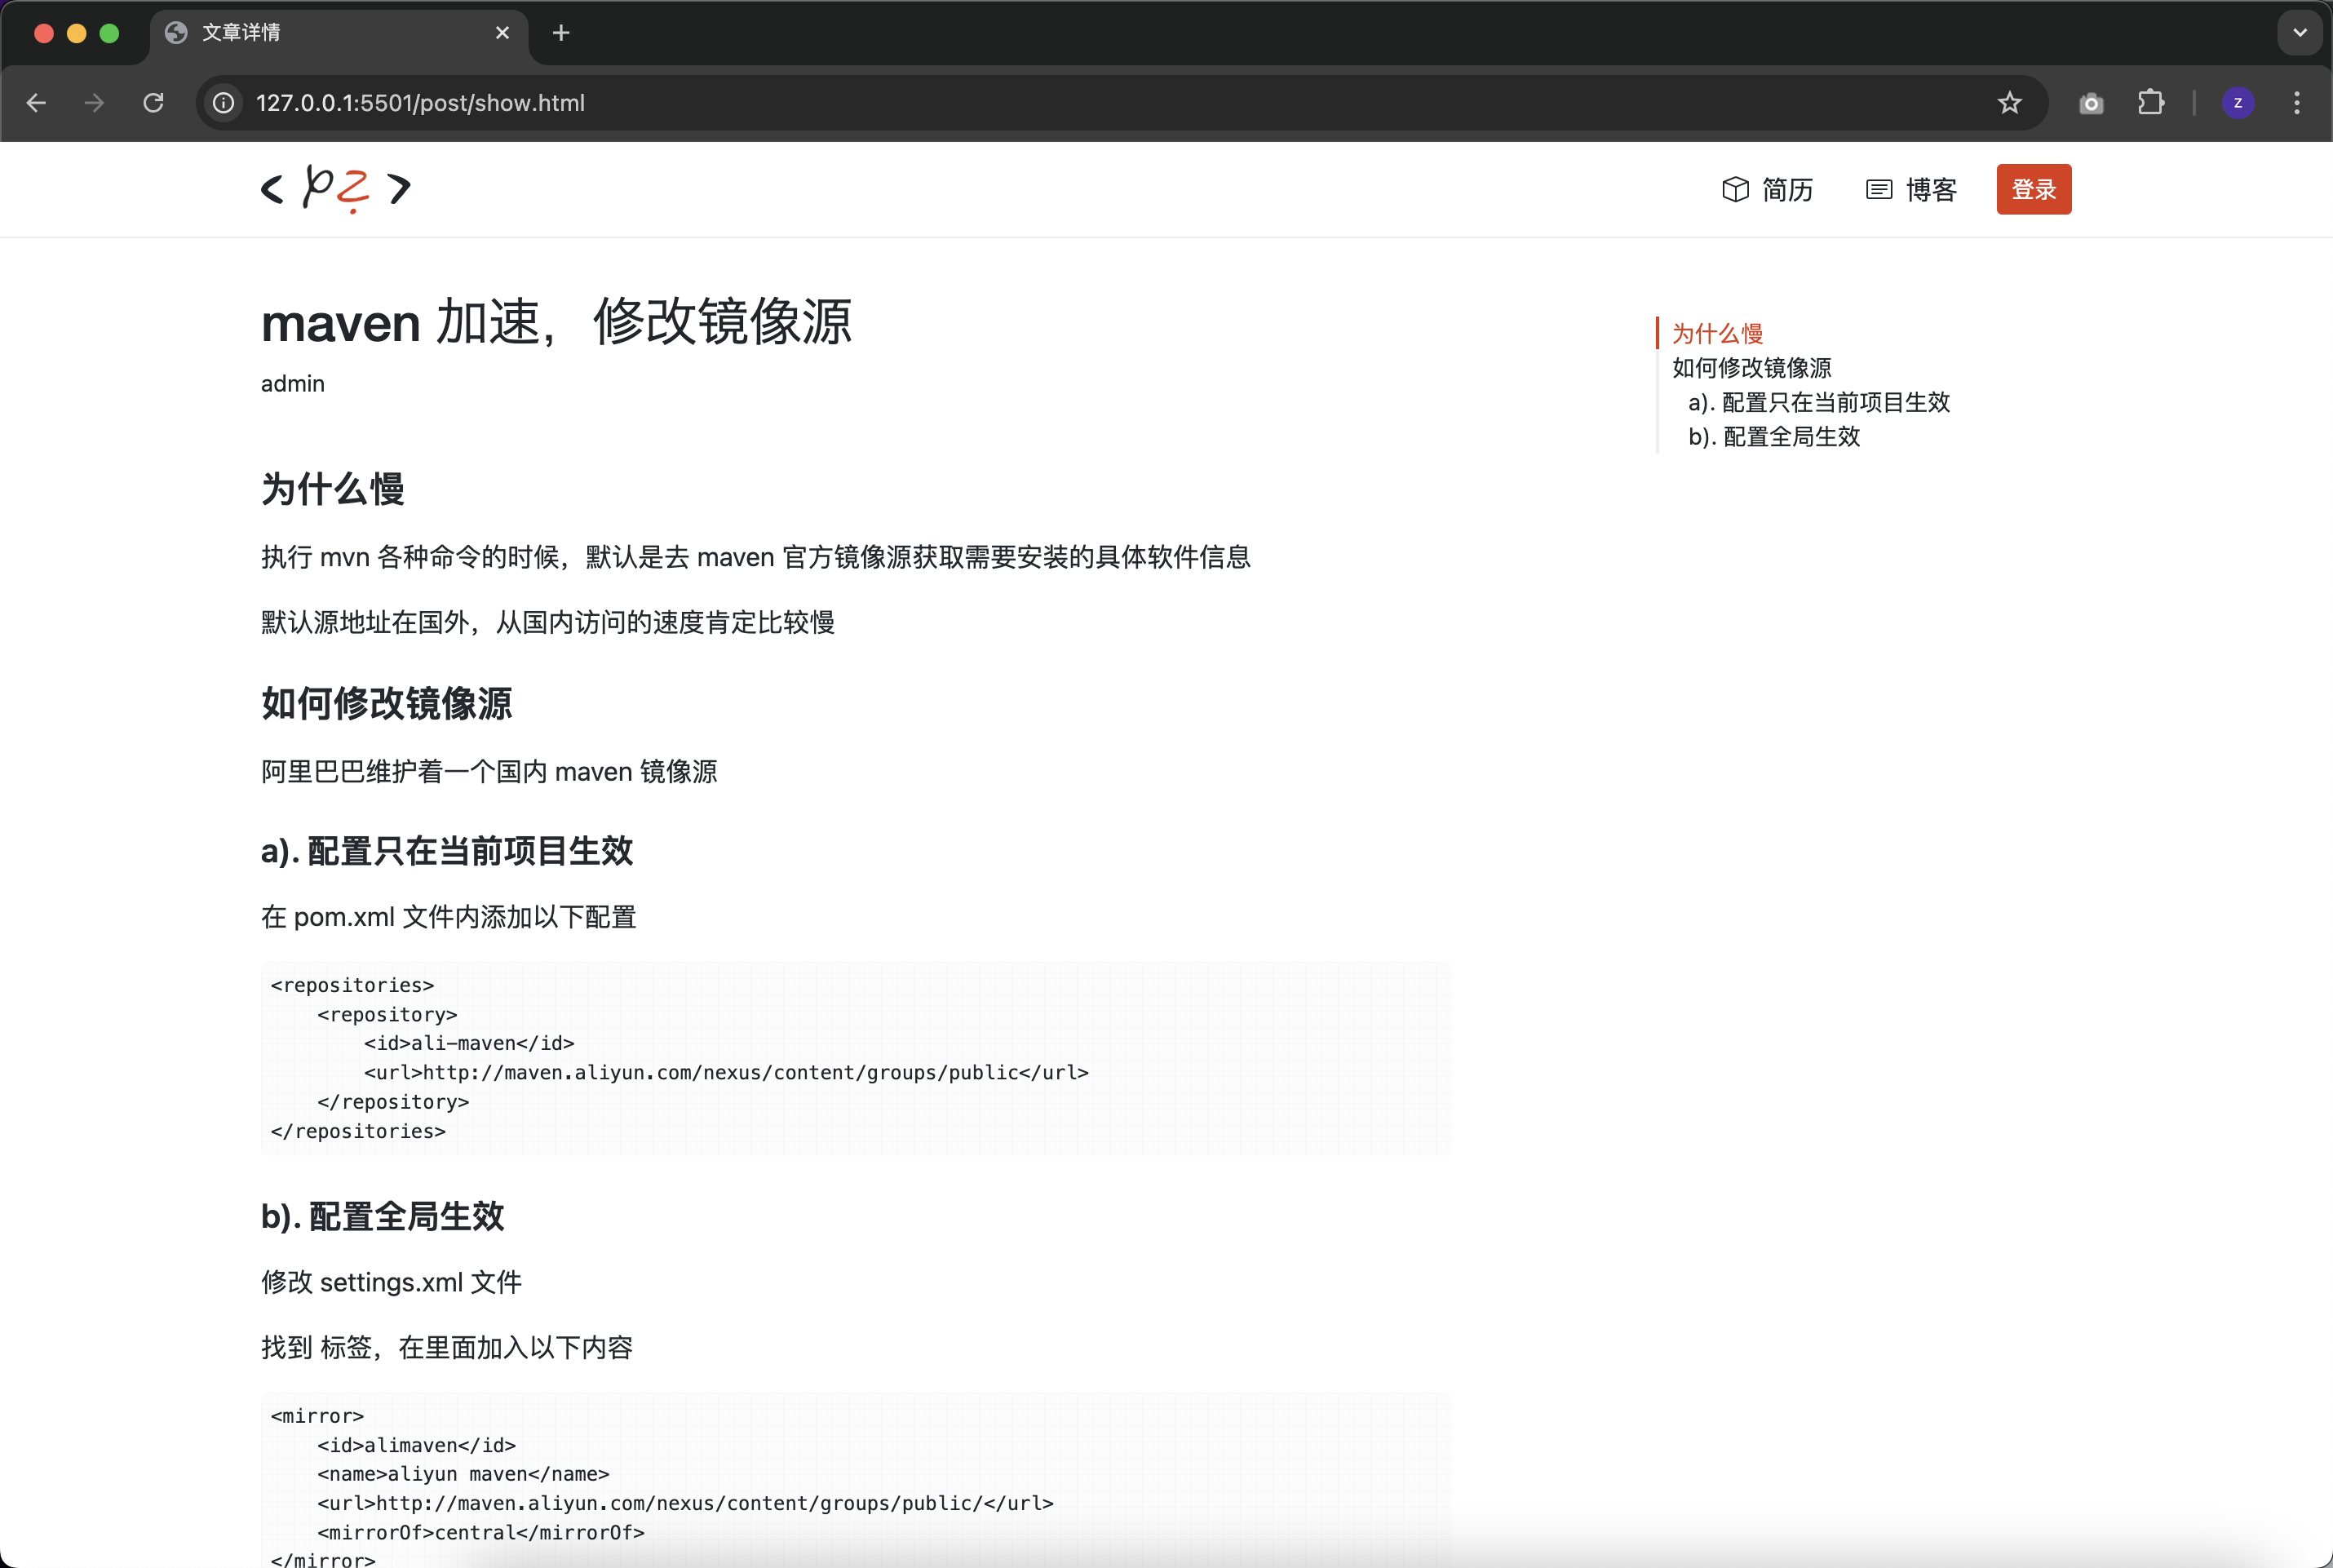 文章详情
127.0.0.1:5501/post/show.html
z
< pz >
简历
博客
登录
maven 加速，修改镜像源
admin
为什么慢
如何修改镜像源
a). 配置只在当前项目生效
b). 配置全局生效
为什么慢
执行 mvn 各种命令的时候，默认是去 maven 官方镜像源获取需要安装的具体软件信息
默认源地址在国外，从国内访问的速度肯定比较慢
如何修改镜像源
阿里巴巴维护着一个国内 maven 镜像源
a). 配置只在当前项目生效
在 pom.xml 文件内添加以下配置
<repositories>
    <repository>
        <id>ali-maven</id>
        <url>http://maven.aliyun.com/nexus/content/groups/public</url>
    </repository>
</repositories>
b). 配置全局生效
修改 settings.xml 文件
找到 标签，在里面加入以下内容
<mirror>
    <id>alimaven</id>
    <name>aliyun maven</name>
    <url>http://maven.aliyun.com/nexus/content/groups/public/</url>
    <mirrorOf>central</mirrorOf>
</mirror>